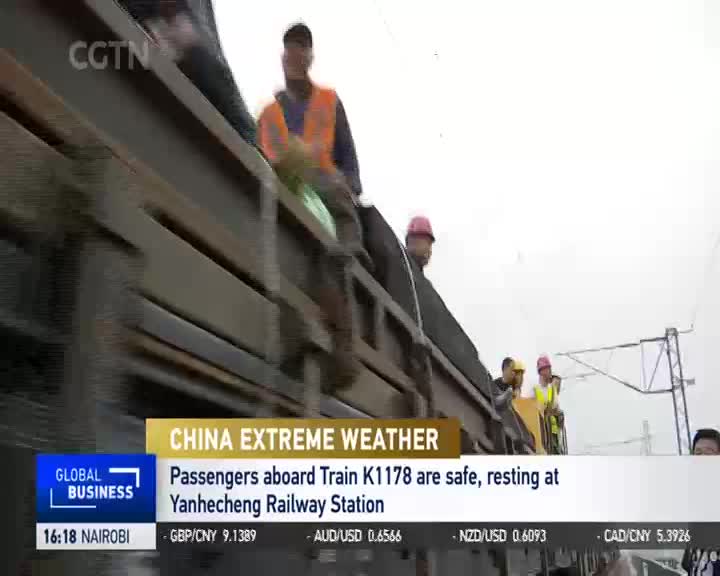 CGTN
CHINA EXTREME WEATHER
GLOBAL
BUSINESS
Passengers aboard Train K1178 are safe, resting at
Yanhecheng Railway Station
16:18 NAIROBI
· GBP/CNY 9.1389 · AUD/USD 0.6566 · NZD/USD 0.6093 · CAD/CNY 5.3926